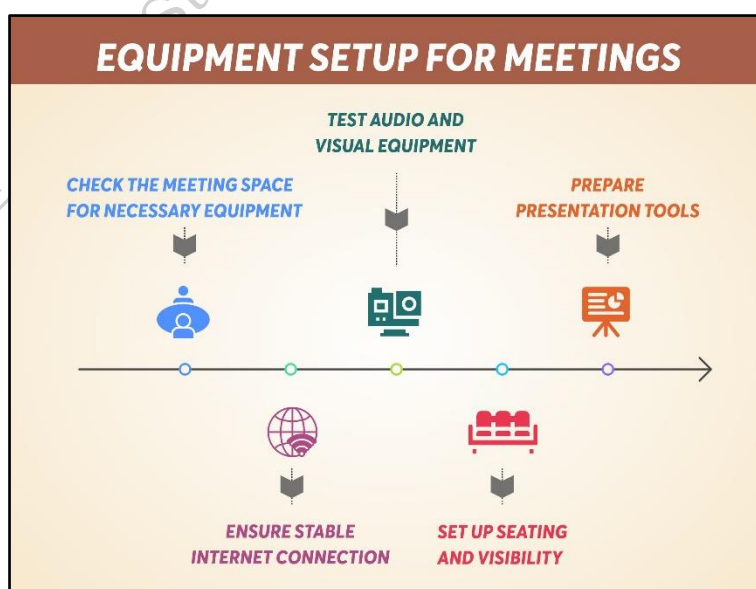 EQUIPMENT SETUP FOR MEETINGS
TEST AUDIO AND
VISUAL EQUIPMENT
CHECK THE MEETING SPACE
FOR NECESSARY EQUIPMENT
PREPARE
PRESENTATION TOOLS
ENSURE STABLE
INTERNET CONNECTION
SET UP SEATING
AND VISIBILITY